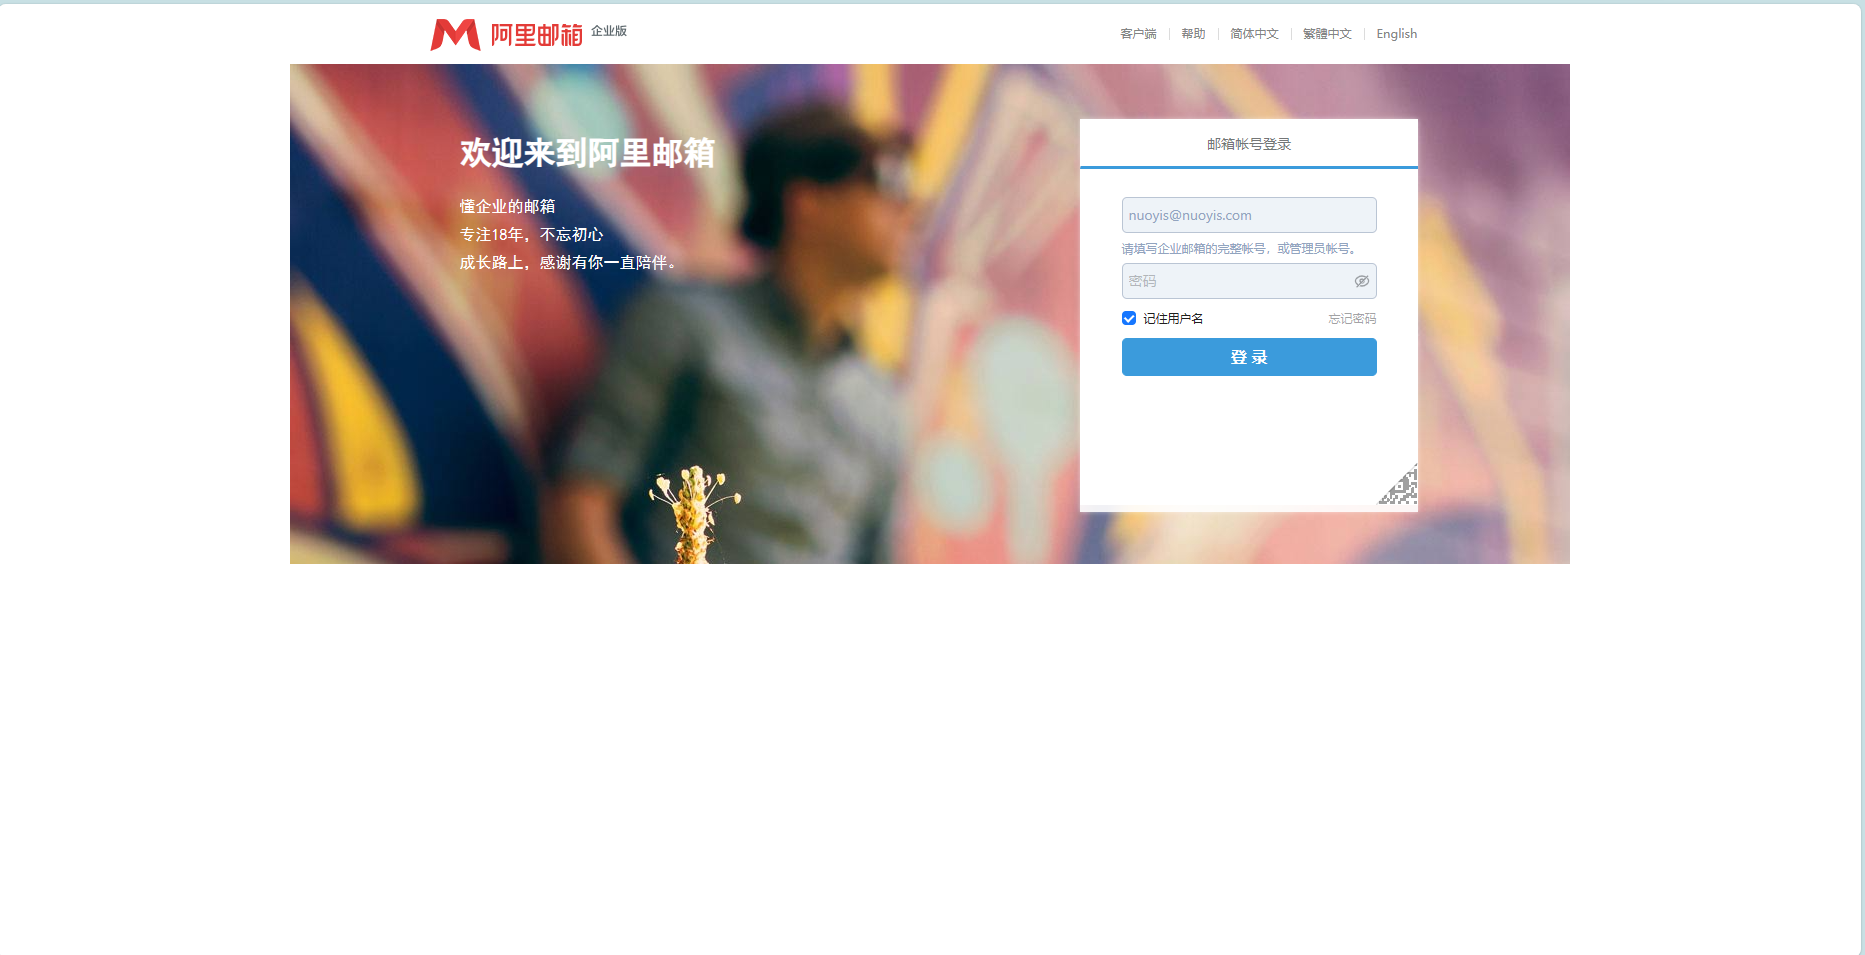 阿里邮箱 企业版
客户端 帮助 简体中文 繁體中文 English
欢迎来到阿里邮箱
懂企业的邮箱
专注18年，不忘初心
成长路上，感谢有你一直陪伴。
邮箱帐号登录
nuoyis@nuoyis.com
请填写企业邮箱的完整帐号，或管理员帐号。
密码
记住用户名 忘记密码
登 录